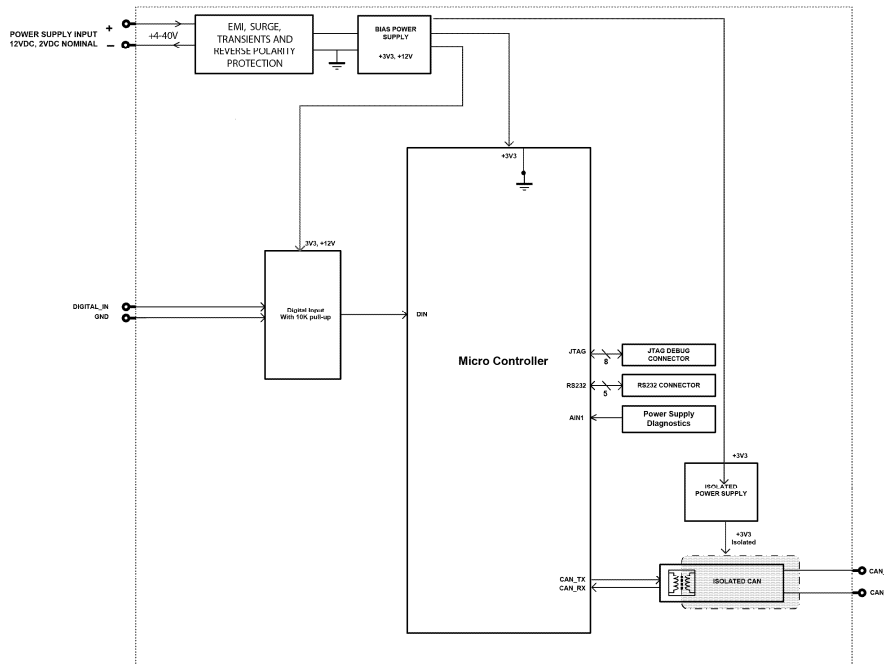 POWER SUPPLY INPUT
12VDC, 2VDC NOMINAL
+
–
+4-40V
EMI, SURGE,
TRANSIENTS AND
REVERSE POLARITY
PROTECTION
BIAS POWER
SUPPLY
+3V3, +12V
+3V3
3V3, +12V
DIGITAL_IN
GND
Digital Input
With 10K pull-up
DIN
Micro Controller
JTAG
8
JTAG DEBUG
CONNECTOR
RS232
5
RS232 CONNECTOR
AIN1
Power Supply
Diagnostics
+3V3
ISOLATED
POWER SUPPLY
+3V3
Isolated
CAN_TX
CAN_RX
ISOLATED CAN
CAN_
CAN